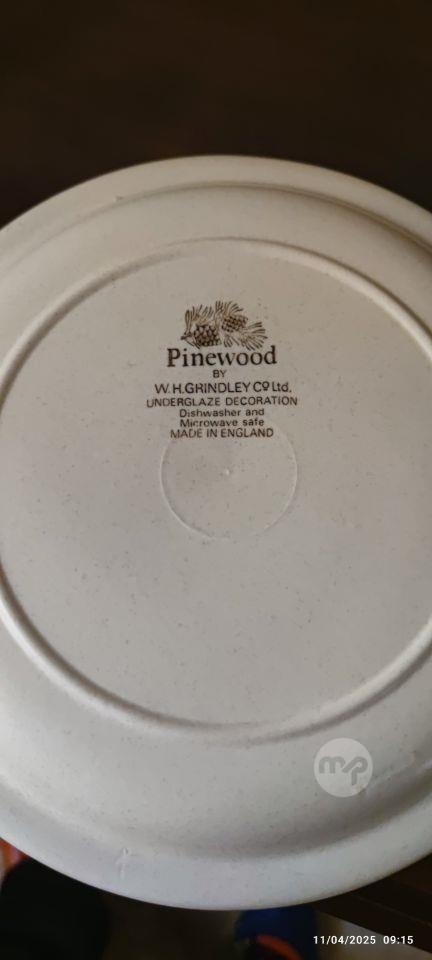 Pinewood
BY
W.H.GRINDLEY Cº Ltd.
UNDERGLAZE DECORATION
Dishwasher and
Microwave safe
MADE IN ENGLAND
mp
11/04/2025 09:15